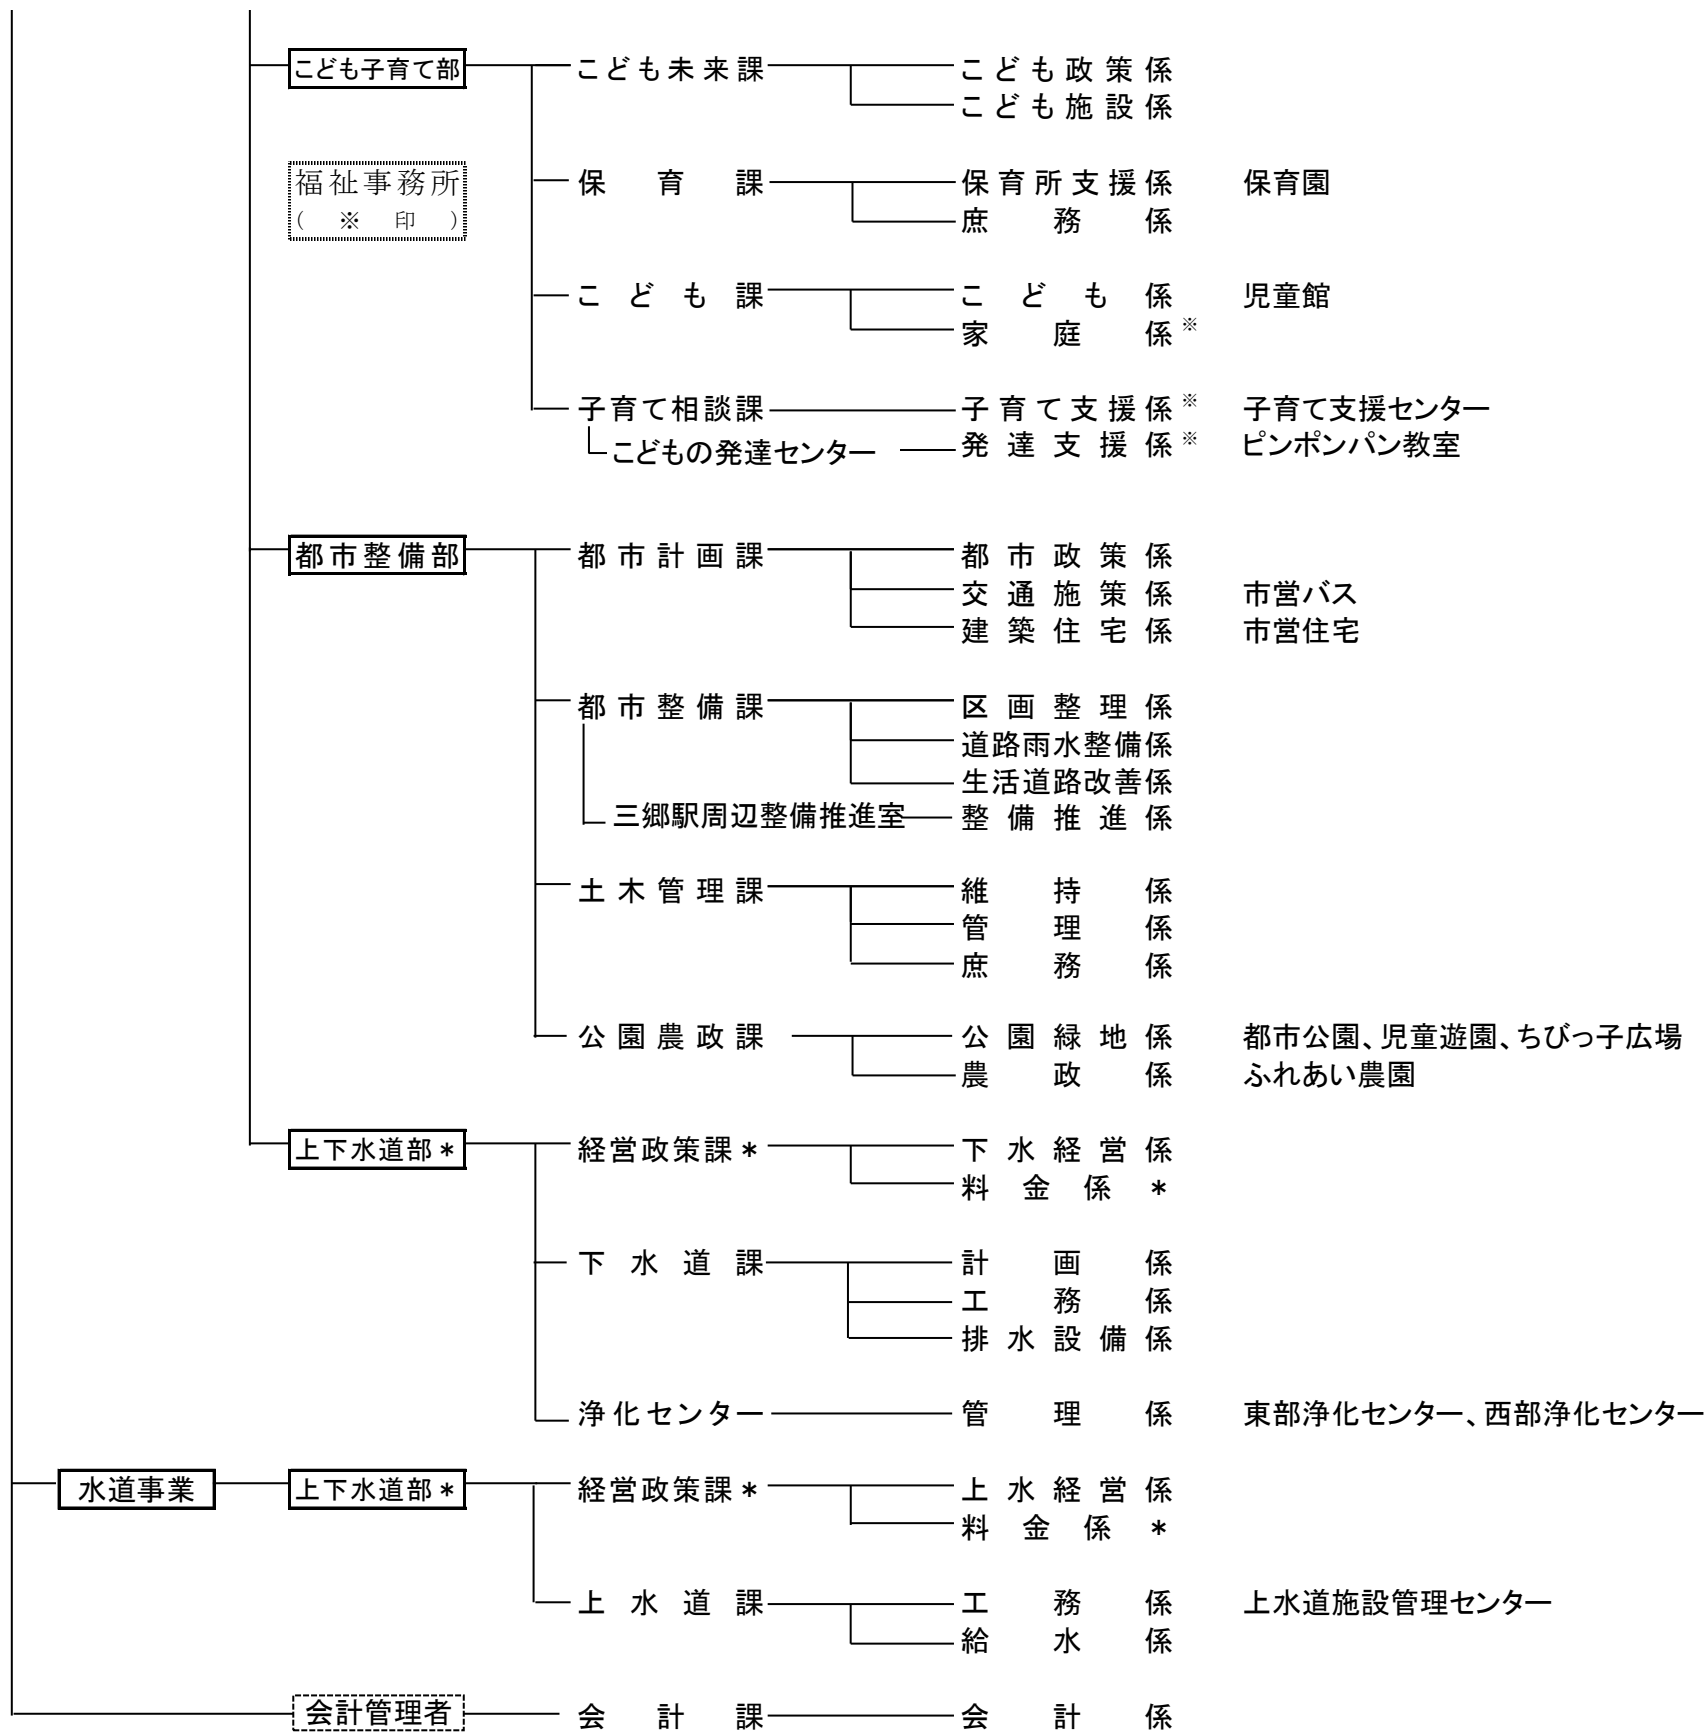 こども子育て部 こども未来課 こども政策係
こども施設係
福祉事務所 保育課 保育所支援係 保育園
(※印) 庶務係
こども課 こども係 児童館
家庭係※
子育て相談課 子育て支援係※ 子育て支援センター
こどもの発達センター 発達支援係※ ピンポンパン教室
都市整備部 都市計画課 都市政策係
交通施策係 市営バス
建築住宅係 市営住宅
都市整備課 区画整理係
道路雨水整備係
生活道路改善係
三郷駅周辺整備推進室 整備推進係
土木管理課 維持係
管理係
庶務係
公園農政課 公園緑地係 都市公園、児童遊園、ちびっ子広場
農政係 ふれあい農園
上下水道部* 経営政策課* 下水経営係
料金係*
下水道課 計画係
工務係
排水設備係
浄化センター 管理係 東部浄化センター、西部浄化センター
水道事業 上下水道部* 経営政策課* 上水経営係
料金係*
上水道課 工務係 上水道施設管理センター
給水係
会計管理者 会計課 会計係